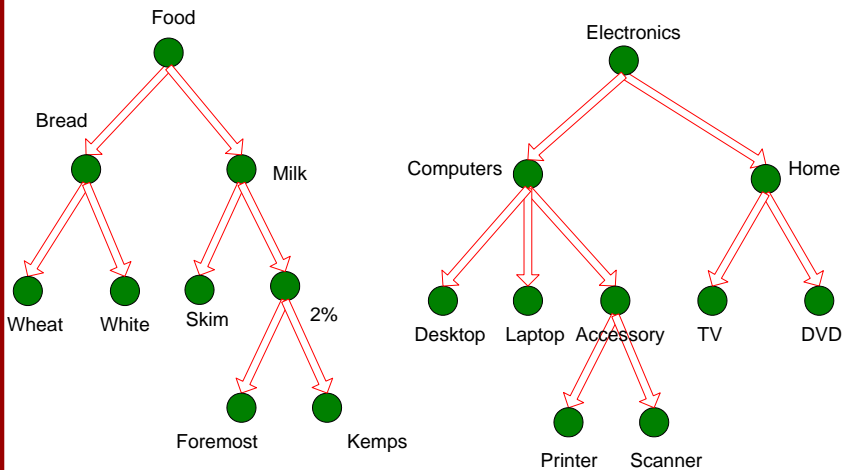 Food
Electronics
Bread
Milk
Computers
Home
Wheat
White
Skim
2%
Desktop
Laptop
Accessory
TV
DVD
Foremost
Kemps
Printer
Scanner